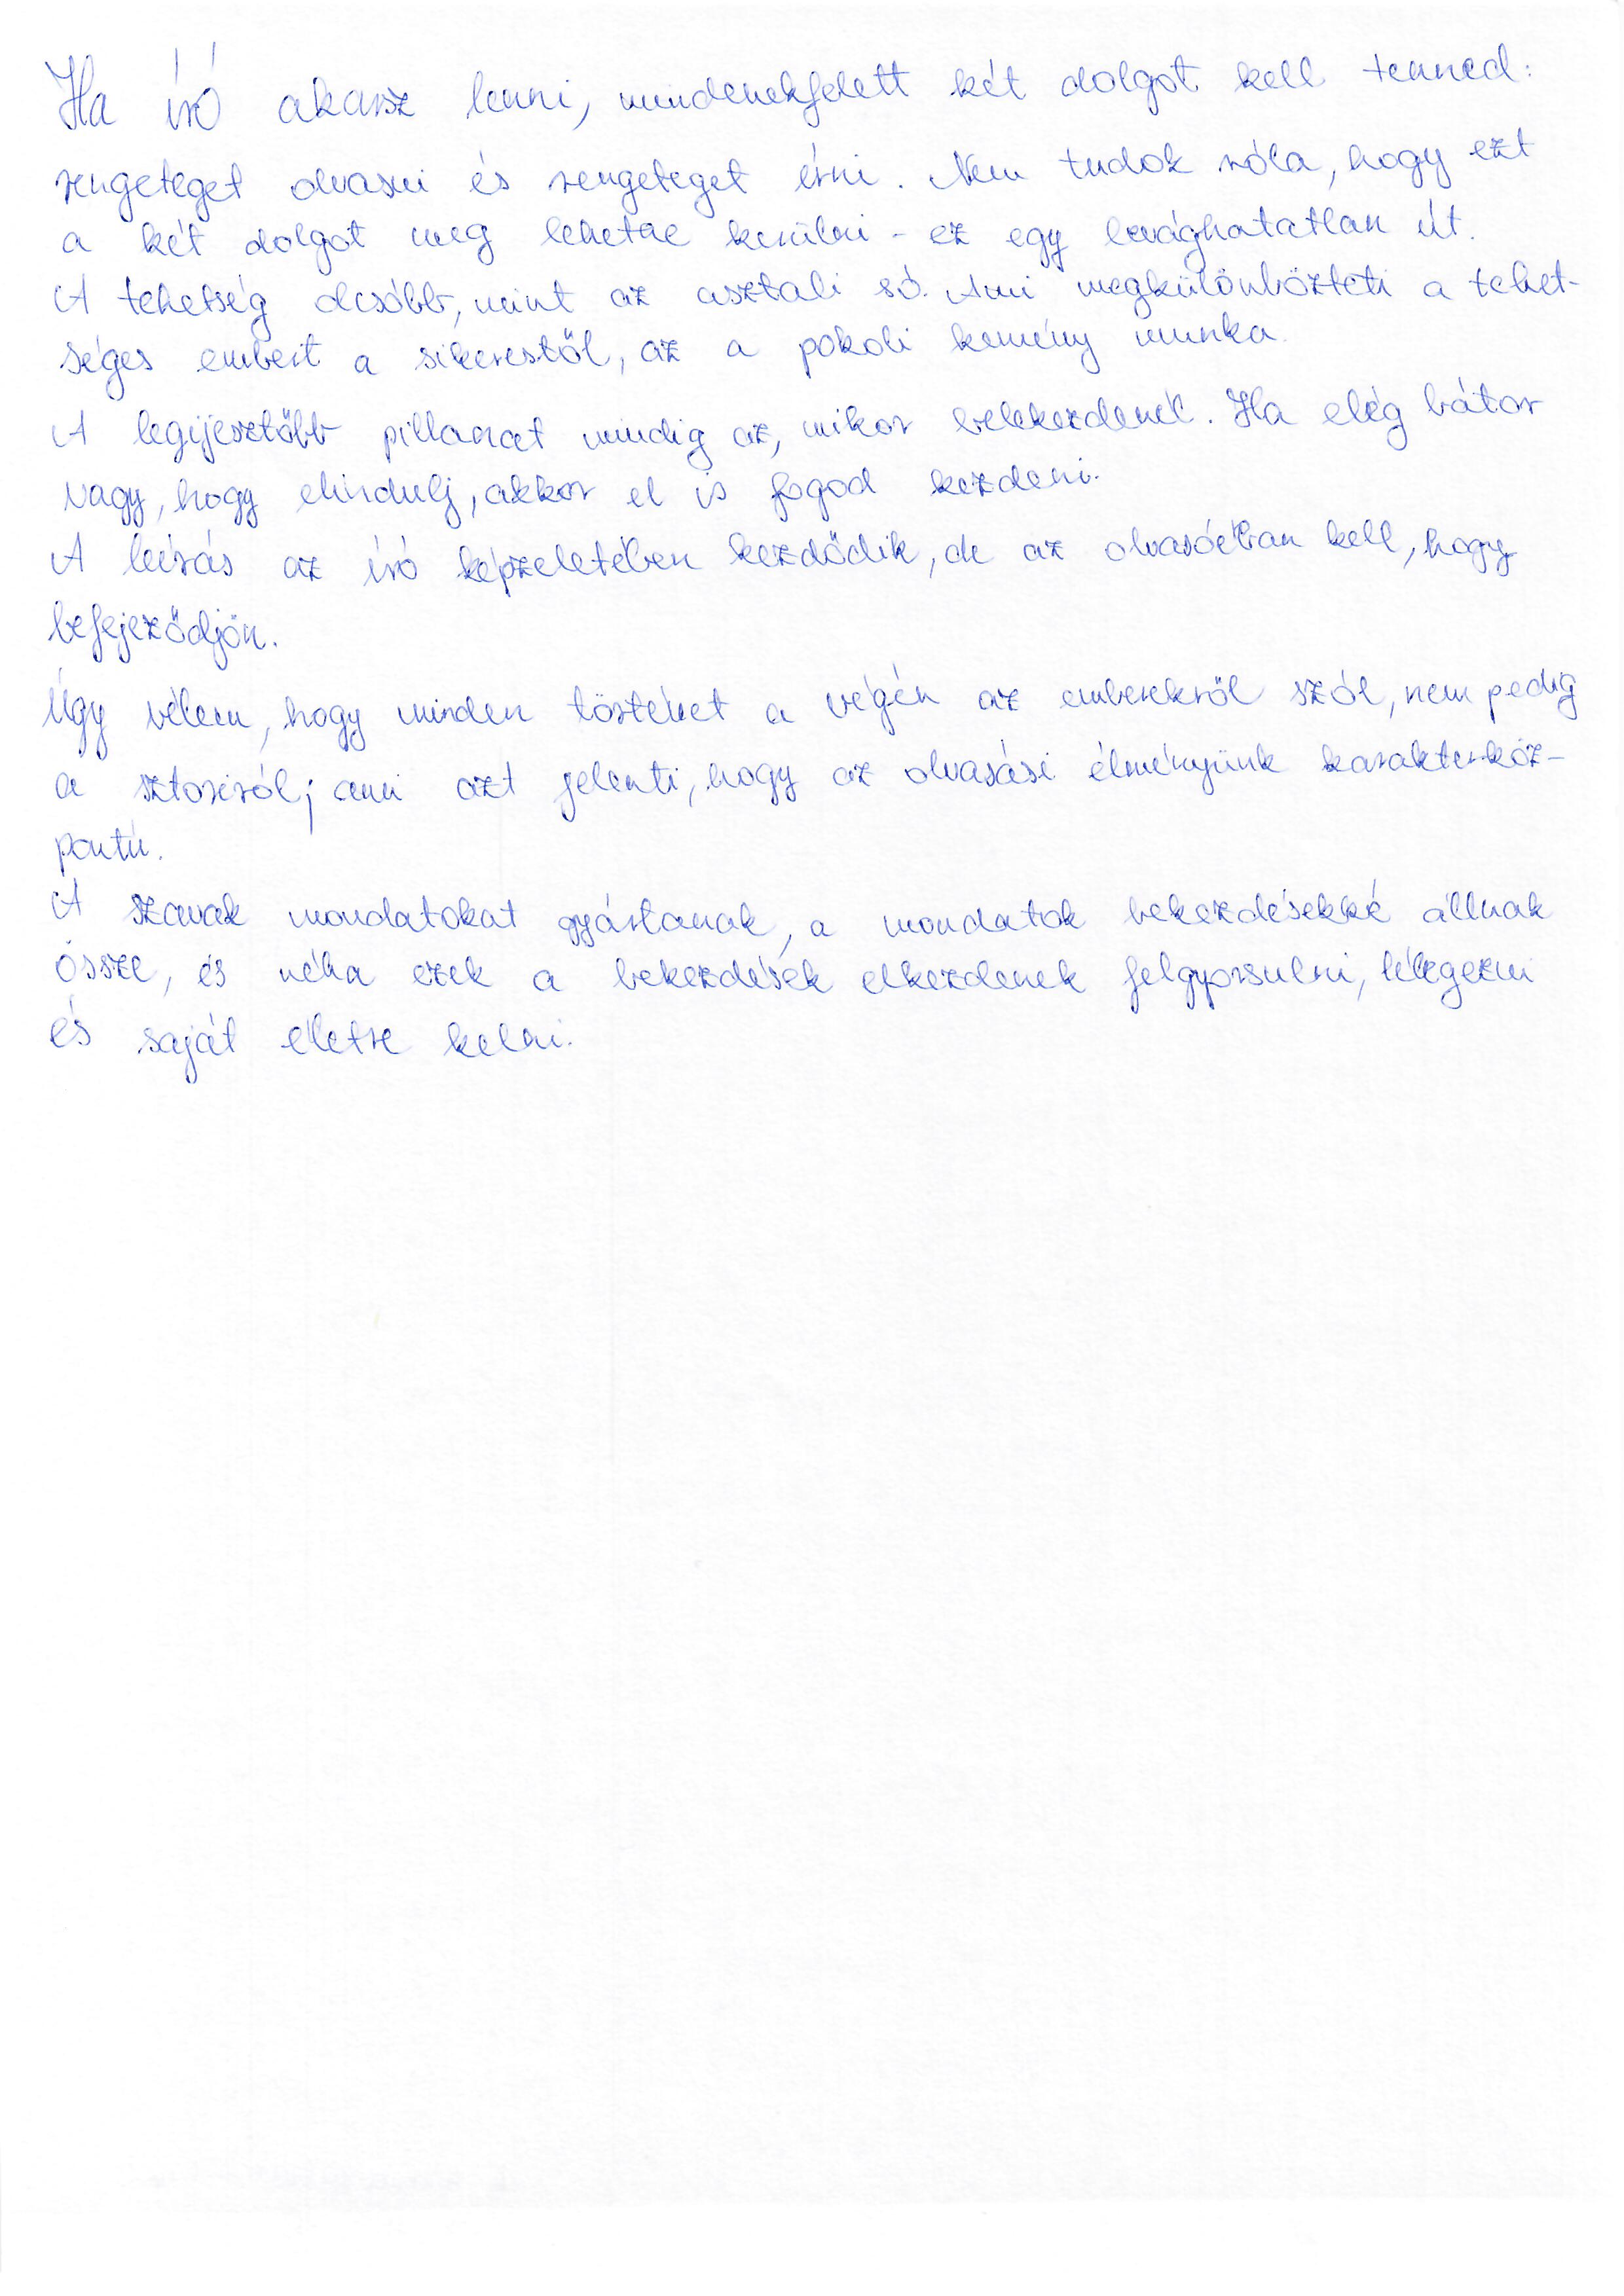 Ha író akarsz lenni, mindenekfelett két dolgot kell tenned:
rengeteget olvasni és rengeteget írni. Nem tudok róla, hogy ezt
a két dolgot meg lehetne kerülni - ez egy levághatatlan út.
A tehetség olcsóbb, mint az asztali só. Ami megkülönbözteti a tehet-
séges embert a sikerestől, az a pokoli kemény munka.
A legijesztőbb pillanat mindig az, mikor belekezdenél. Ha elég bátor
vagy, hogy elindulj, akkor el is fogod kezdeni.
A leírás az író képzeletében kezdődik, de az olvasóéban kell, hogy
befejeződjön.
Úgy vélem, hogy minden történet a végén az emberekről szól, nem pedig
a sztoriról; ami azt jelenti, hogy az olvasási élményünk karakterköz-
pontú.
A szavak mondatokat gyártanak, a mondatok bekezdésekké állnak
össze, és néha ezek a bekezdések elkezdenek felgyorsulni, lélegezni
és saját életre kelni.